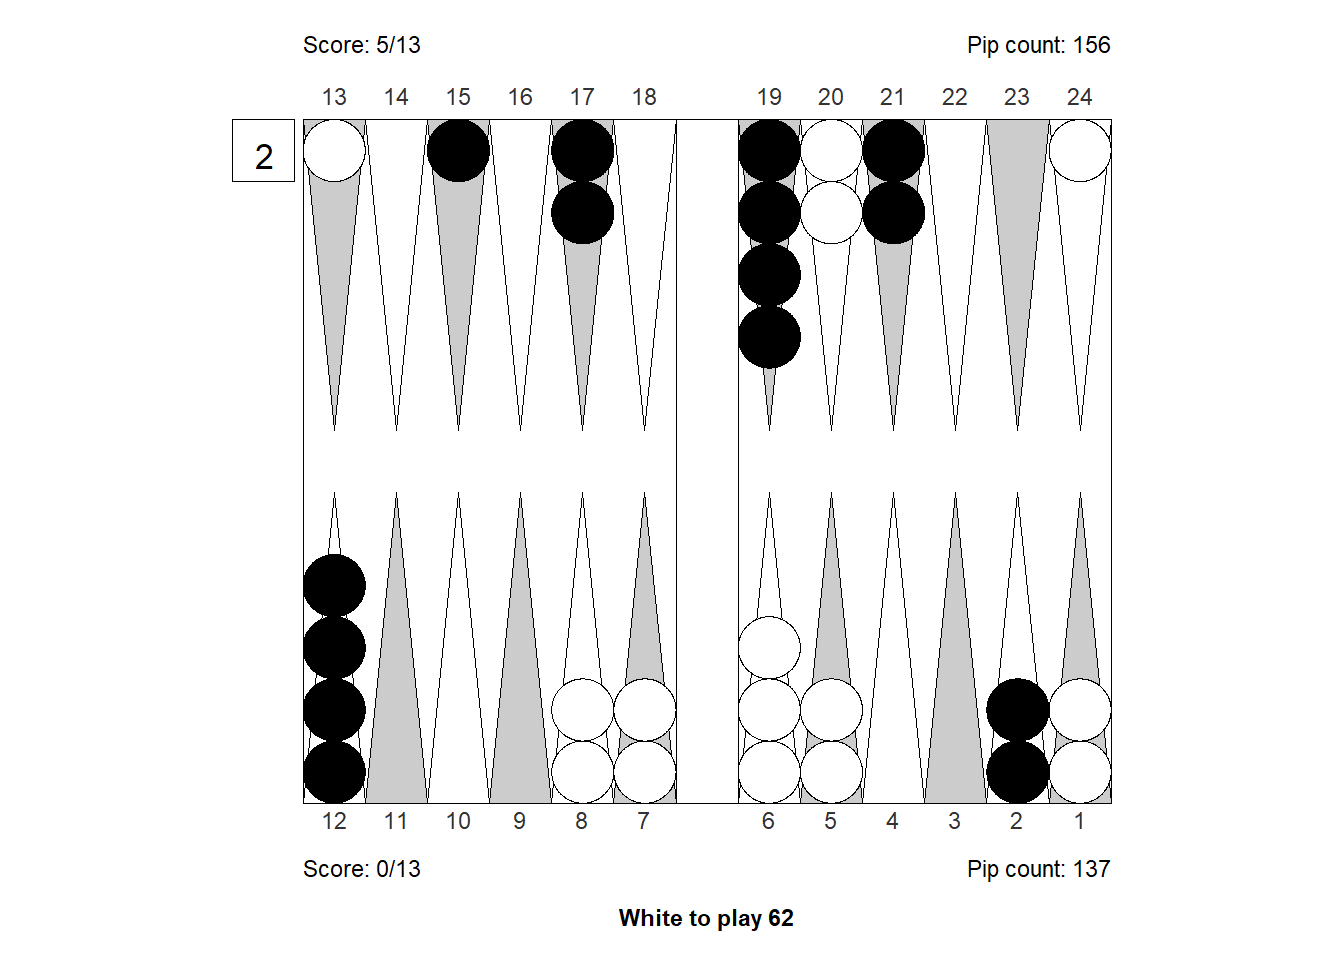 Score: 5/13 Pip count: 156
13 14 15 16 17 18 19 20 21 22 23 24
2
12 11 10 9 8 7 6 5 4 3 2 1
Score: 0/13 Pip count: 137
White to play 62